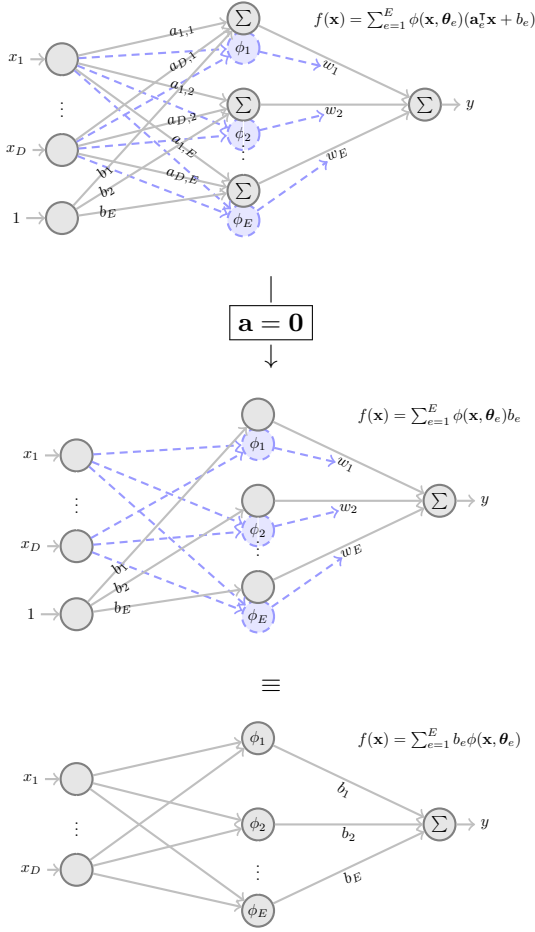 f(x) = ∑_{e=1}^{E} ϕ(x, θ_e)(a_e^⊺x + b_e)
∑
a_{1,1}
x_1
a_{D,1}
ϕ_1
w_1
a_{1,2}
∑
∑
y
⋮
a_{D,2}
w_2
ϕ_2
x_D
a_{1,E}
⋮
w_E
b_1
a_{D,E}
∑
b_2
1
b_E
ϕ_E
a = 0
f(x) = ∑_{e=1}^{E} ϕ(x, θ_e)b_e
x_1
ϕ_1
w_1
⋮
∑
y
w_2
ϕ_2
x_D
⋮
w_E
b_1
b_2
1
b_E
ϕ_E
≡
f(x) = ∑_{e=1}^{E} b_eϕ(x, θ_e)
ϕ_1
x_1
b_1
⋮
ϕ_2
∑
y
b_2
x_D
⋮
b_E
ϕ_E